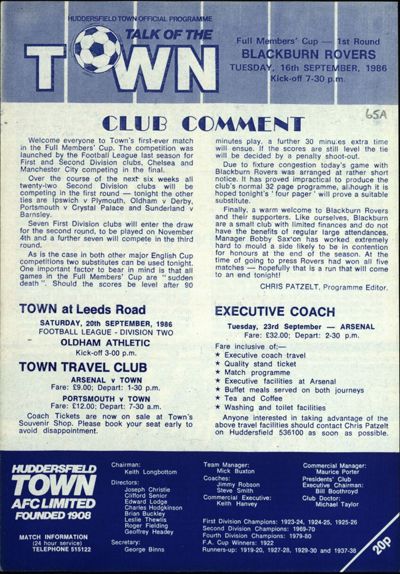 HUDDERSFIELD TOWN OFFICIAL PROGRAMME
TALK OF THE
TOWN
Full Members' Cup — 1st Round
BLACKBURN ROVERS
TUESDAY, 16th SEPTEMBER, 1986
Kick-off 7-30 p.m.
65A
CLUB COMMENT
Welcome everyone to Town's first-ever match
in the Full Members' Cup. The competition was
launched by the Football League last season for
First and Second Division clubs, Chelsea and
Manchester City competing in the final.
Over the course of the next six weeks all
twenty-two Second Division clubs will be
competing in the first round — tonight the other
ties are Ipswich v Plymouth, Oldham v Derby,
Portsmouth v Crystal Palace and Sunderland v
Barnsley.
Seven First Division clubs will enter the draw
for the second round, to be played on November
4th and a further seven will compete in the third
round.
As is the case in both other major English Cup
competitions two substitutes can be used tonight.
One important factor to bear in mind is that all
games in the Full Members' Cup are "sudden
death". Should the scores be level after 90
minutes play, a further 30 minutes extra time
will ensue. If the scores are still level the tie
will be decided by a penalty shoot-out.
Due to fixture congestion today's game with
Blackburn Rovers was arranged at rather short
notice. It has proved impractical to produce the
club's normal 32 page programme, although it is
hoped tonight's 'four pager' will prove a suitable
substitute.
Finally, a warm welcome to Blackburn Rovers
and their supporters. Like ourselves, Blackburn
are a small club with limited finances and do not
have the benefits of regular large attendances.
Manager Bobby Saxton has worked extremely
hard to mould a side likely to be in contention
for honours at the end of the season. At the
time of going to press Rovers had won all five
matches — hopefully that is a run that will come
to an end tonight!
CHRIS PATZELT, Programme Editor.
TOWN at Leeds Road
SATURDAY, 20th SEPTEMBER, 1986
FOOTBALL LEAGUE - DIVISION TWO
OLDHAM ATHLETIC
Kick-off 3-00 p.m.
TOWN TRAVEL CLUB
ARSENAL v TOWN
Fare: £9.00; Depart: 1-30 p.m.
PORTSMOUTH v TOWN
Fare: £12.00; Depart: 7-30 a.m.
Coach Tickets are now on sale at Town's
Souvenir Shop. Please book your seat early to
avoid disappointment.
EXECUTIVE COACH
Tuesday, 23rd September — ARSENAL
Fare: £32.00; Depart: 2-30 p.m.
Fare inclusive of:—
★ Executive coach travel
★ Quality stand ticket
★ Match programme
★ Executive facilities at Arsenal
★ Buffet meals served on both journeys
★ Tea and Coffee
★ Washing and toilet facilities
Anyone interested in taking advantage of the
above travel facilities should contact Chris Patzelt
on Huddersfield 536100 as soon as possible.
HUDDERSFIELD
TOWN
AFC LIMITED
FOUNDED 1908
MATCH INFORMATION
(24 hour service)
TELEPHONE 515122
Chairman:
Keith Longbottom
Directors:
Joseph Christie
Clifford Senior
Edward Lodge
Charles Hodgkinson
Brian Buckley
Leslie Thewlis
Roger Fielding
Geoffrey Headey
Secretary:
George Binns
Team Manager:
Mick Buxton
Coaches:
Jimmy Robson
Steve Smith
Commercial Executive:
Keith Hanvey
Commercial Manager:
Maurice Porter
Presidents' Club
Executive Chairman:
Bill Boothroyd
Club Doctor:
Michael Taylor
First Division Champions: 1923-24, 1924-25, 1925-26
Second Division Champions: 1969-70
Fourth Division Champions: 1979-80
F.A. Cup Winners: 1922
Runners-up: 1919-20, 1927-28, 1929-30 and 1937-38
20p